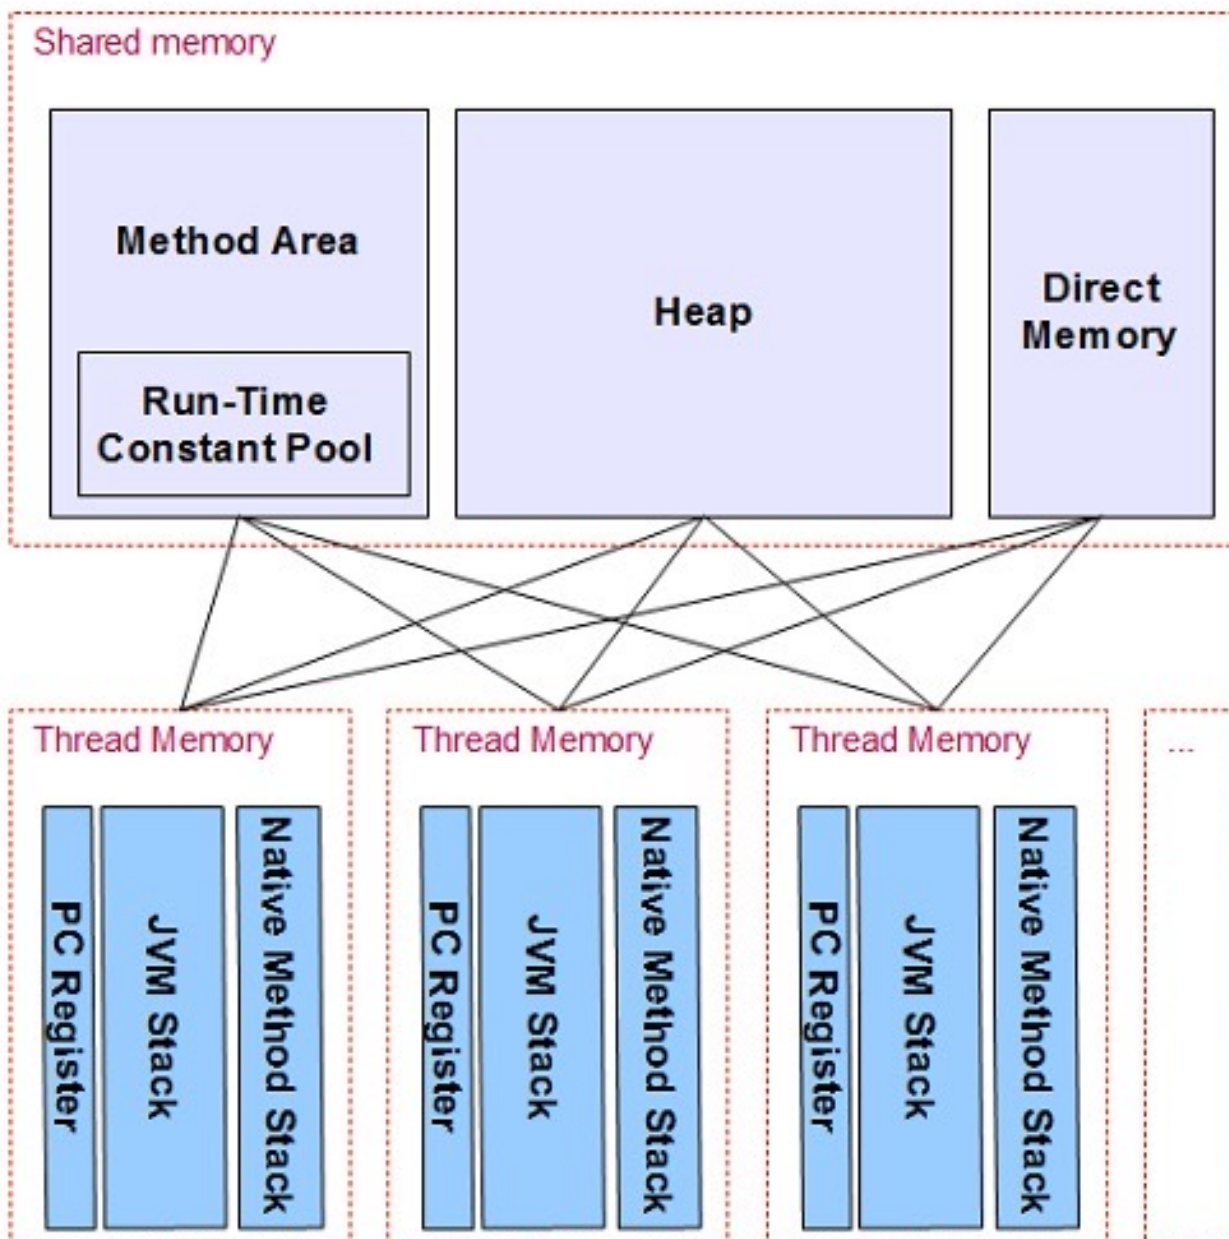 Shared memory
Method Area
Run-Time
Constant Pool
Heap
Direct
Memory
Thread Memory
PC Register
JVM Stack
Native Method Stack
Thread Memory
PC Register
JVM Stack
Native Method Stack
Thread Memory
PC Register
JVM Stack
Native Method Stack
...